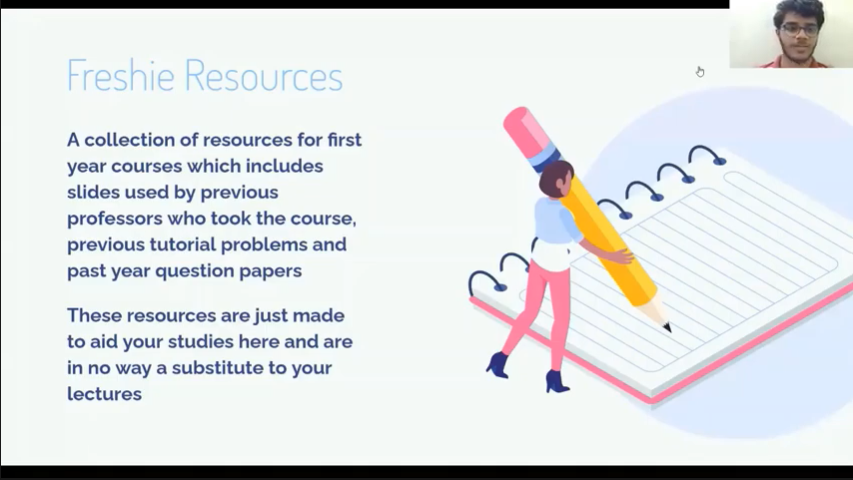 Freshie Resources
A collection of resources for first
year courses which includes
slides used by previous
professors who took the course,
previous tutorial problems and
past year question papers
These resources are just made
to aid your studies here and are
in no way a substitute to your
lectures